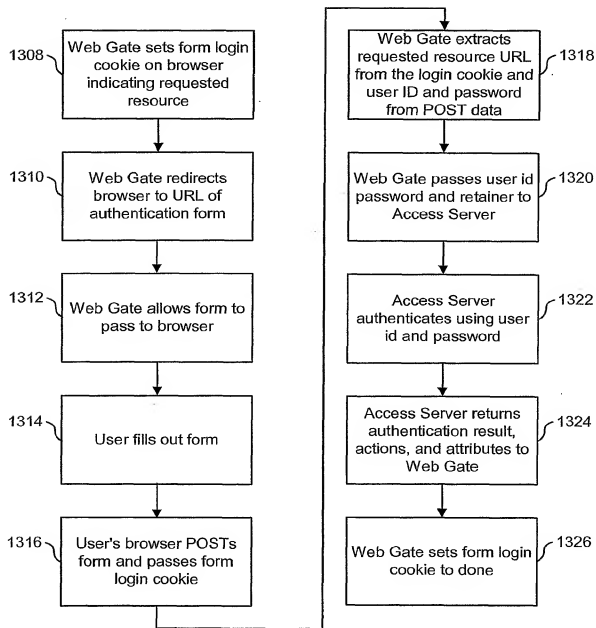 1308
Web Gate sets form login
cookie on browser
indicating requested
resource
1310
Web Gate redirects
browser to URL of
authentication form
1312
Web Gate allows form to
pass to browser
1314
User fills out form
1316
User's browser POSTs
form and passes form
login cookie
Web Gate extracts
requested resource URL
from the login cookie and
user ID and password
from POST data
1318
Web Gate passes user id
password and retainer to
Access Server
1320
Access Server
authenticates using user
id and password
1322
Access Server returns
authentication result,
actions, and attributes to
Web Gate
1324
Web Gate sets form login
cookie to done
1326